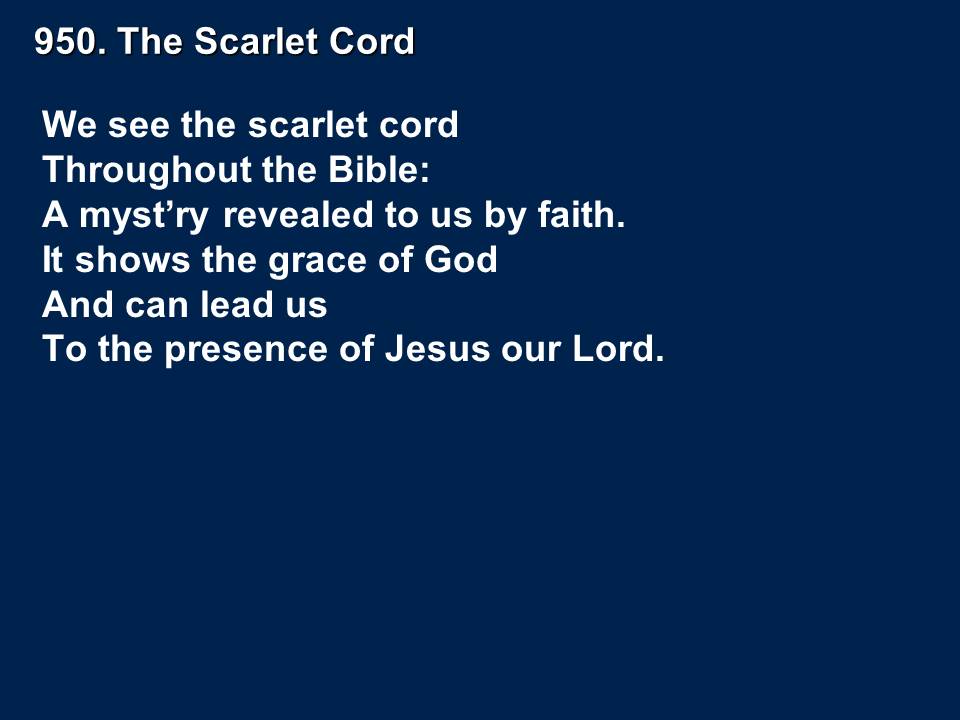 950. The Scarlet Cord
We see the scarlet cord
Throughout the Bible:
A myst’ry revealed to us by faith.
It shows the grace of God
And can lead us
To the presence of Jesus our Lord.